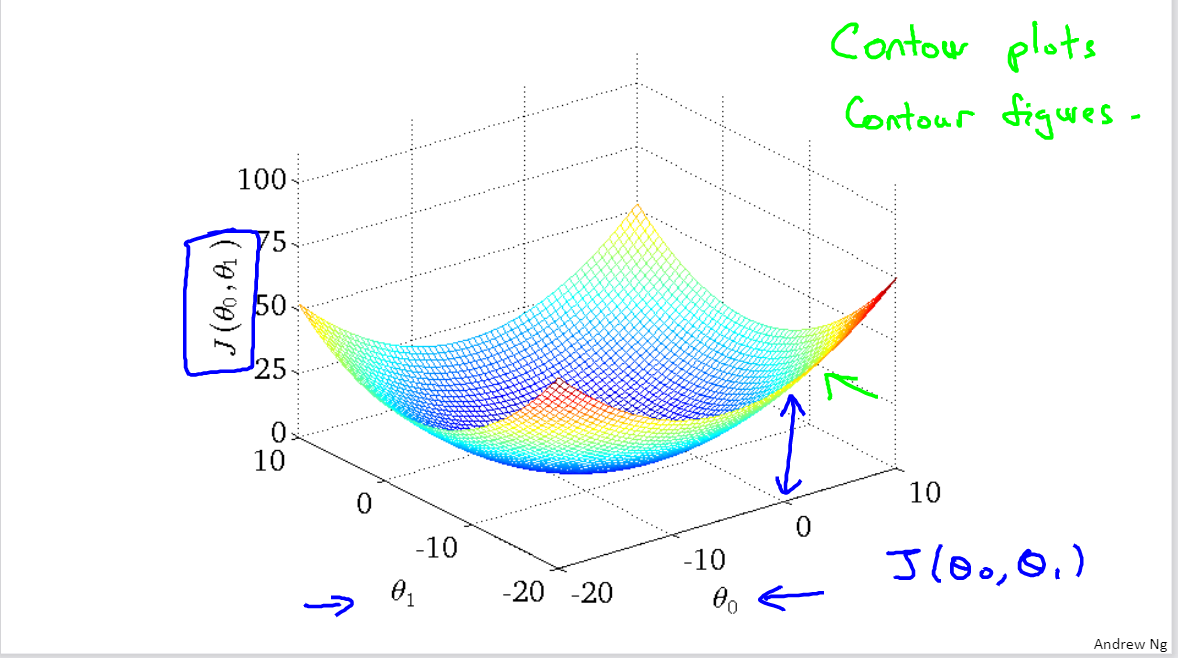 Contour plots
Contour figures.
100
75
50
25
0
J(θ₀, θ₁)
10
0
-10
-20
θ₁
-20
-10
0
10
θ₀
J(θ₀, θ₁)
Andrew Ng